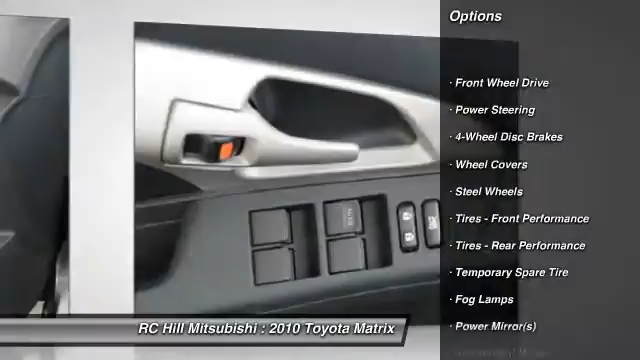 Options
· Front Wheel Drive
· Power Steering
· 4-Wheel Disc Brakes
· Wheel Covers
· Steel Wheels
· Tires - Front Performance
· Tires - Rear Performance
· Temporary Spare Tire
· Fog Lamps
· Power Mirror(s)
AUTO
RC Hill Mitsubishi : 2010 Toyota Matrix